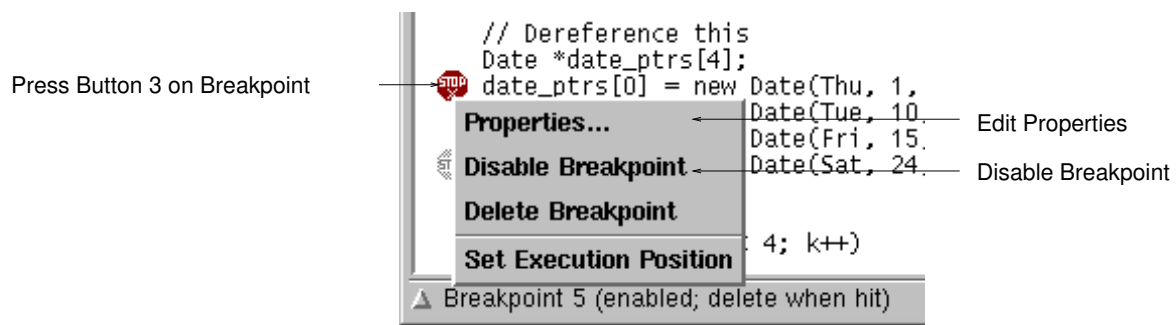 // Dereference this
Date *date_ptrs[4];
Press Button 3 on Breakpoint
STOP
date_ptrs[0] = new Date(Thu, 1,
Properties...
Date(Tue, 10,
Edit Properties
Date(Fri, 15,
ST
Disable Breakpoint
Date(Sat, 24,
Disable Breakpoint
Delete Breakpoint
4; k++)
Set Execution Position
Breakpoint 5 (enabled; delete when hit)